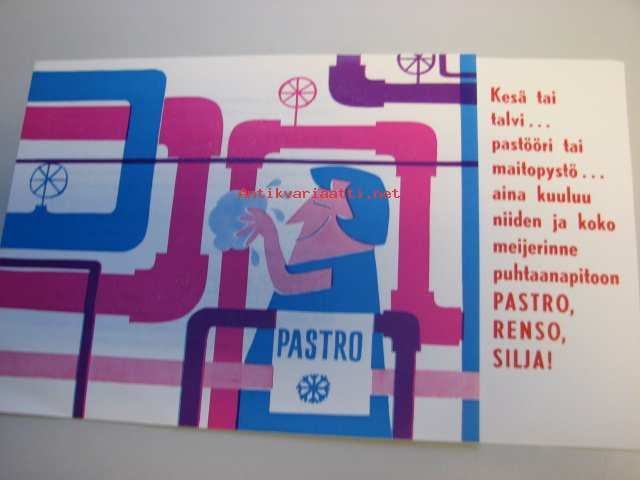 Antikvariaatti.net
PASTRO
Kesä tai
talvi...
pastööri tai
maitopystö...
aina kuuluu
niiden ja koko
meijerinne
puhtaanapitoon
PASTRO,
RENSO,
SILJA!